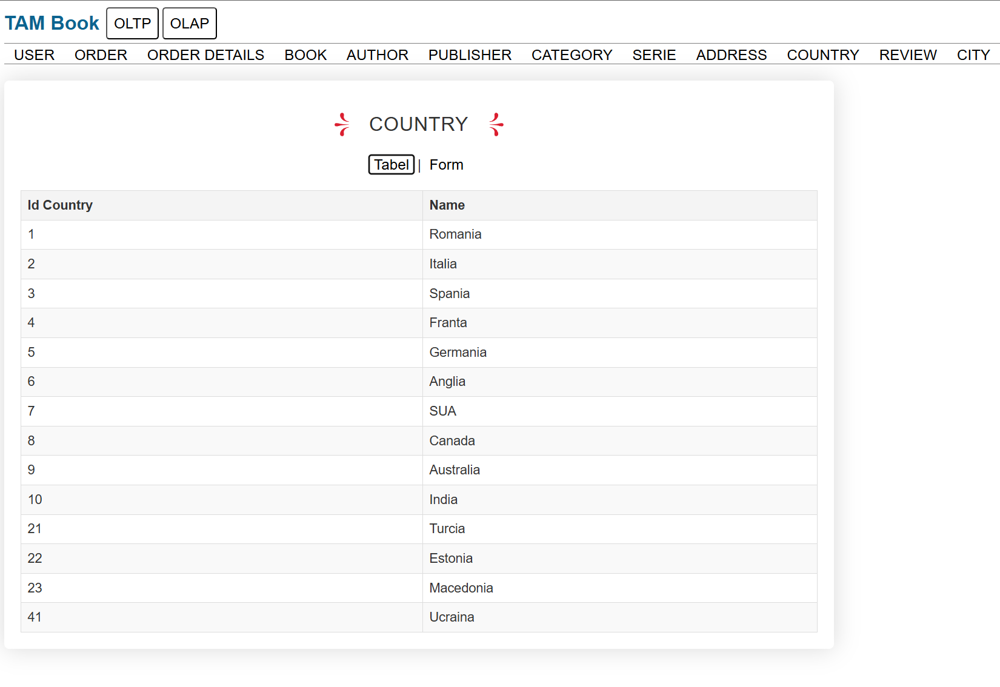 TAM Book OLTP OLAP
USER ORDER ORDER DETAILS BOOK AUTHOR PUBLISHER CATEGORY SERIE ADDRESS COUNTRY REVIEW CITY
COUNTRY
Tabel | Form
Id Country Name
1 Romania
2 Italia
3 Spania
4 Franta
5 Germania
6 Anglia
7 SUA
8 Canada
9 Australia
10 India
21 Turcia
22 Estonia
23 Macedonia
41 Ucraina